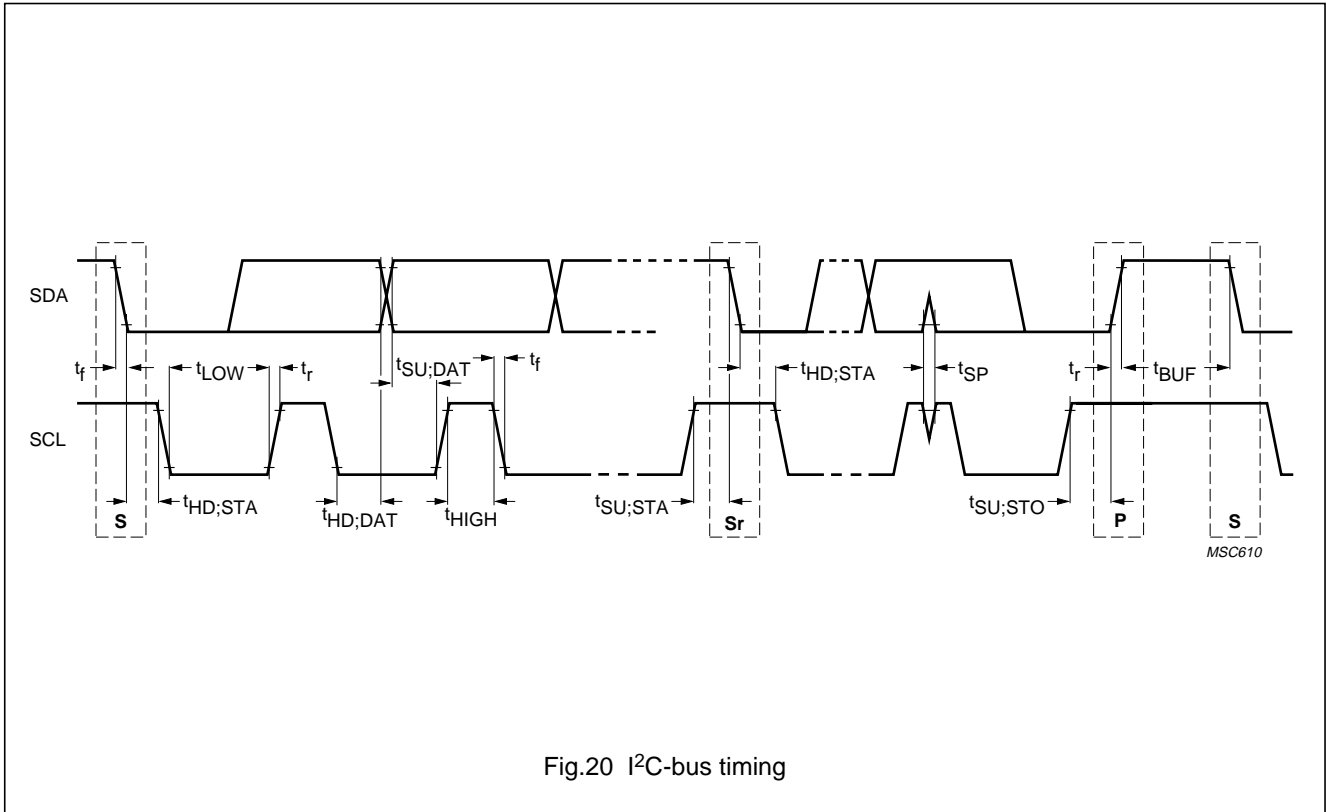 SDA
t_f
t_LOW
t_r
t_SU;DAT
t_f
t_HD;STA
t_SP
t_r
t_BUF
SCL
t_HD;STA
t_HD;DAT
t_HIGH
t_SU;STA
t_SU;STO
S
Sr
P
S
MSC610
Fig.20 I²C-bus timing